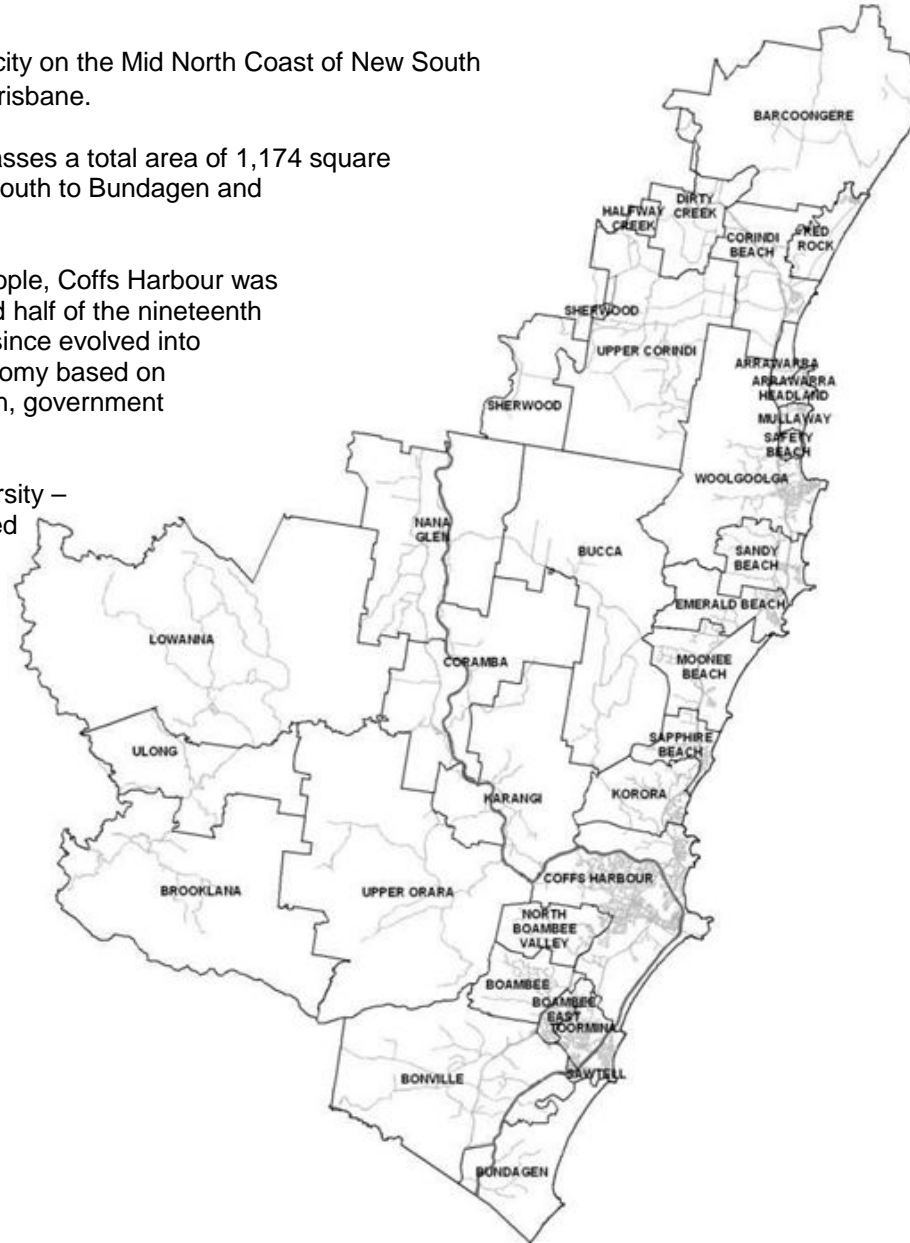 city on the Mid North Coast of New South
risbane.
asses a total area of 1,174 square
outh to Bundagen and
ople, Coffs Harbour was
d half of the nineteenth
since evolved into
nomy based on
n, government
rsity –
ed
BARCOONGERE
DIRTY
CREEK
HALFWAY
CREEK
RED
ROCK
CORINDI
BEACH
SHERWOOD
UPPER CORINDI
ARRAWARRA
ARRAWARRA
HEADLAND
SHERWOOD
MULLAWAY
SAFETY
BEACH
WOOLGOOLGA
NANA
GLEN
BUCCA
SANDY
BEACH
EMERALD BEACH
LOWANNA
CORAMBA
MOONEE
BEACH
ULONG
SAPPHIRE
BEACH
KARANGI
KORORA
BROOKLANA
UPPER ORARA
COFFS HARBOUR
NORTH
BOAMBEE
VALLEY
BOAMBEE
BOAMBEE
EAST
TOORMINA
BONVILLE
SAWTELL
BUNDAGEN